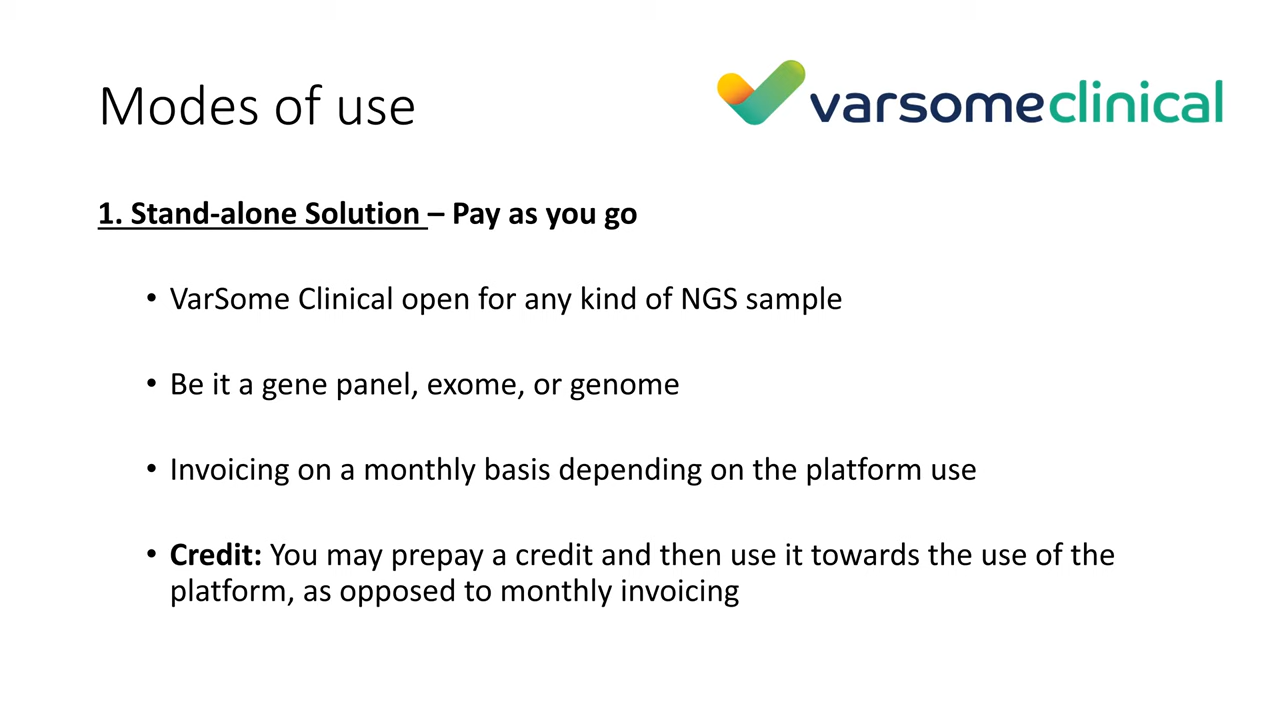 Modes of use
varsomeclinical
1. Stand-alone Solution – Pay as you go
• VarSome Clinical open for any kind of NGS sample
• Be it a gene panel, exome, or genome
• Invoicing on a monthly basis depending on the platform use
• Credit: You may prepay a credit and then use it towards the use of the
platform, as opposed to monthly invoicing